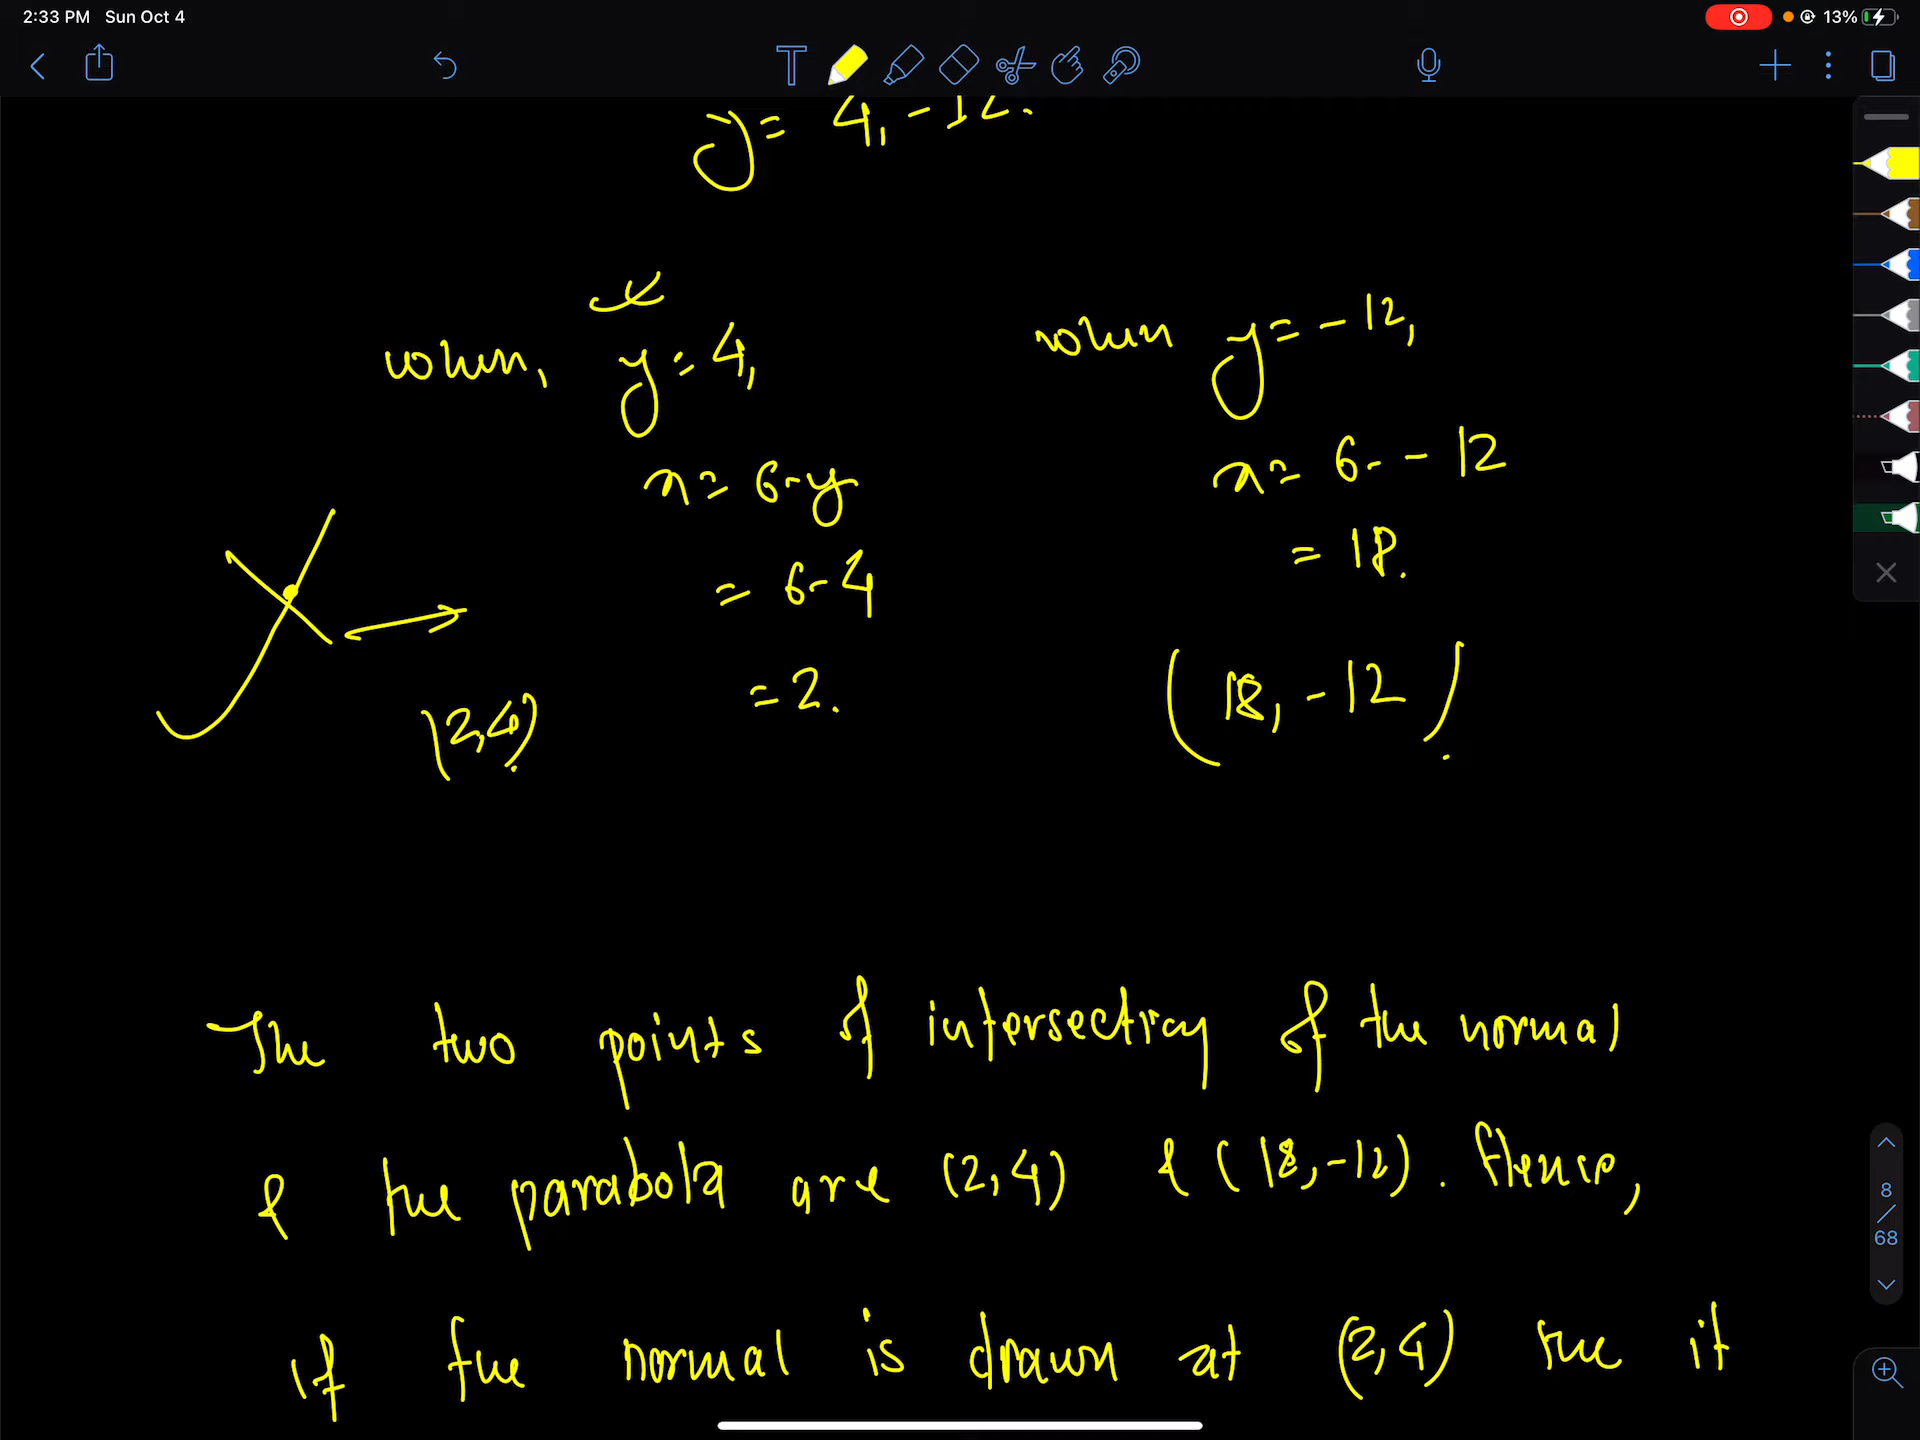 2:33 PM Sun Oct 4
13%
y = 4, -12.
when, y = 4,
x = 6-y
= 6-4
= 2.
(2,4)
when y = -12,
x = 6 - - 12
= 18.
(18, -12)
The two points of intersection of the normal
& the parabola are (2,4) & (18,-12). Hence,
if the normal is drawn at (2,4) the it
8
/
68